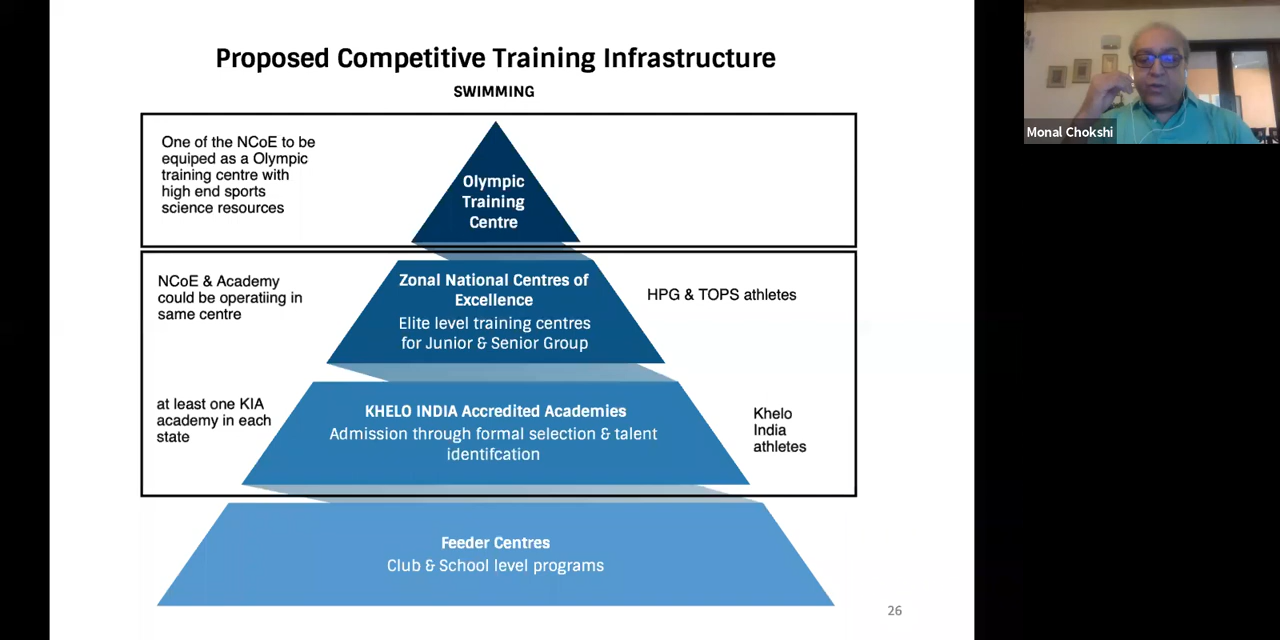 Proposed Competitive Training Infrastructure
SWIMMING
One of the NCoE to be
equiped as a Olympic
training centre with
high end sports
science resources
Olympic
Training
Centre
NCoE & Academy
could be operatiing in
same centre
Zonal National Centres of
Excellence
Elite level training centres
for Junior & Senior Group
HPG & TOPS athletes
at least one KIA
academy in each
state
KHELO INDIA Accredited Academies
Admission through formal selection & talent
identifcation
Khelo
India
athletes
Feeder Centres
Club & School level programs
26
Monal Chokshi